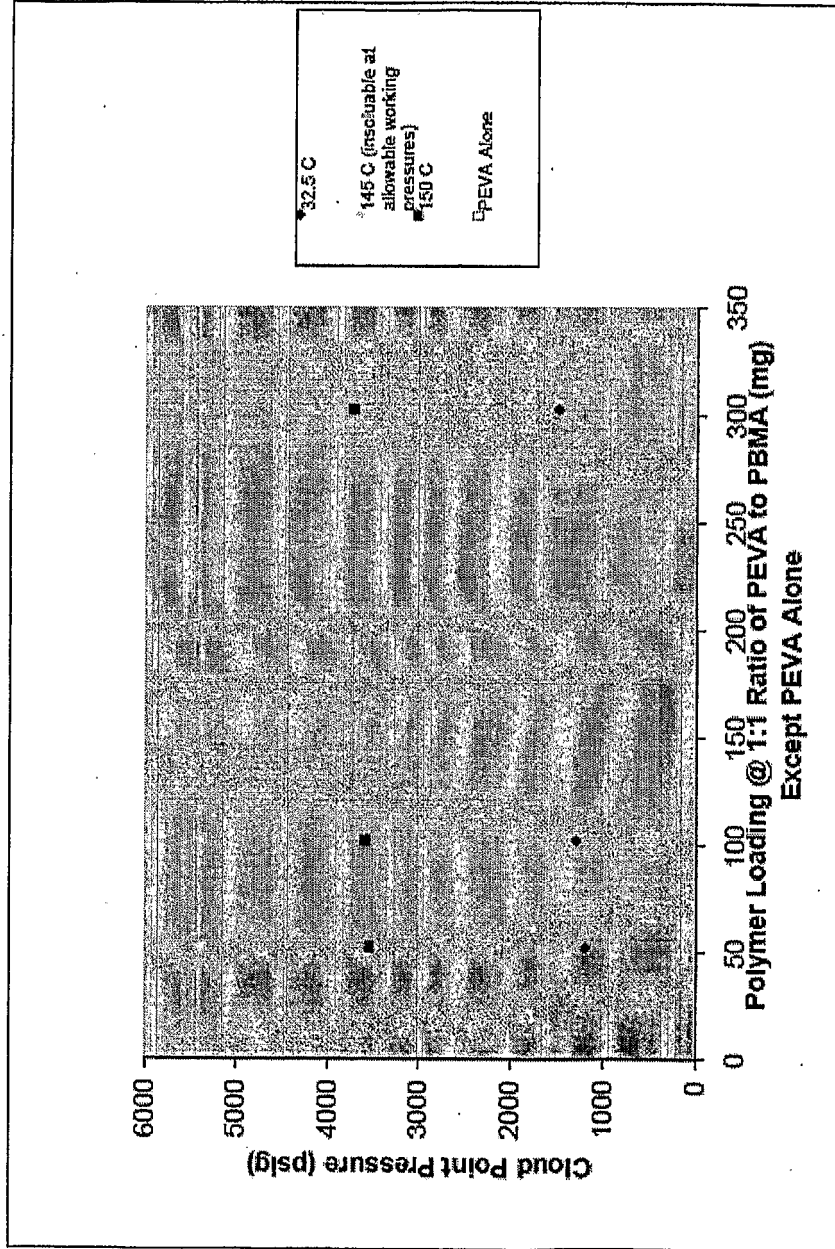 6000
5000
4000
3000
2000
1000
0
Cloud Point Pressure (psig)
0
50
100
150
200
250
300
350
Polymer Loading @ 1:1 Ratio of PEVA to PBMA (mg)
Except PEVA Alone
32.5 C
145 C (insoluable at
allowable working
pressures)
150 C
PEVA Alone